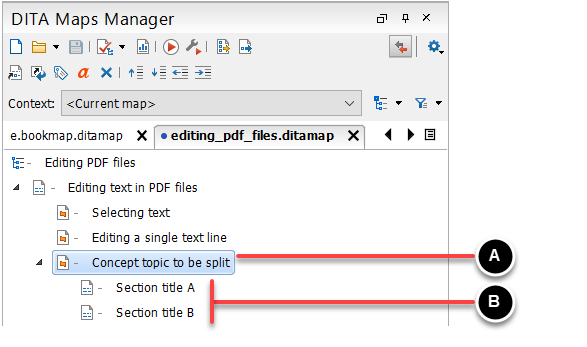 DITA Maps Manager
Context: <Current map>
e.bookmap.ditamap editing_pdf_files.ditamap
Editing PDF files
Editing text in PDF files
Selecting text
Editing a single text line
Concept topic to be split
A
Section title A
B
Section title B